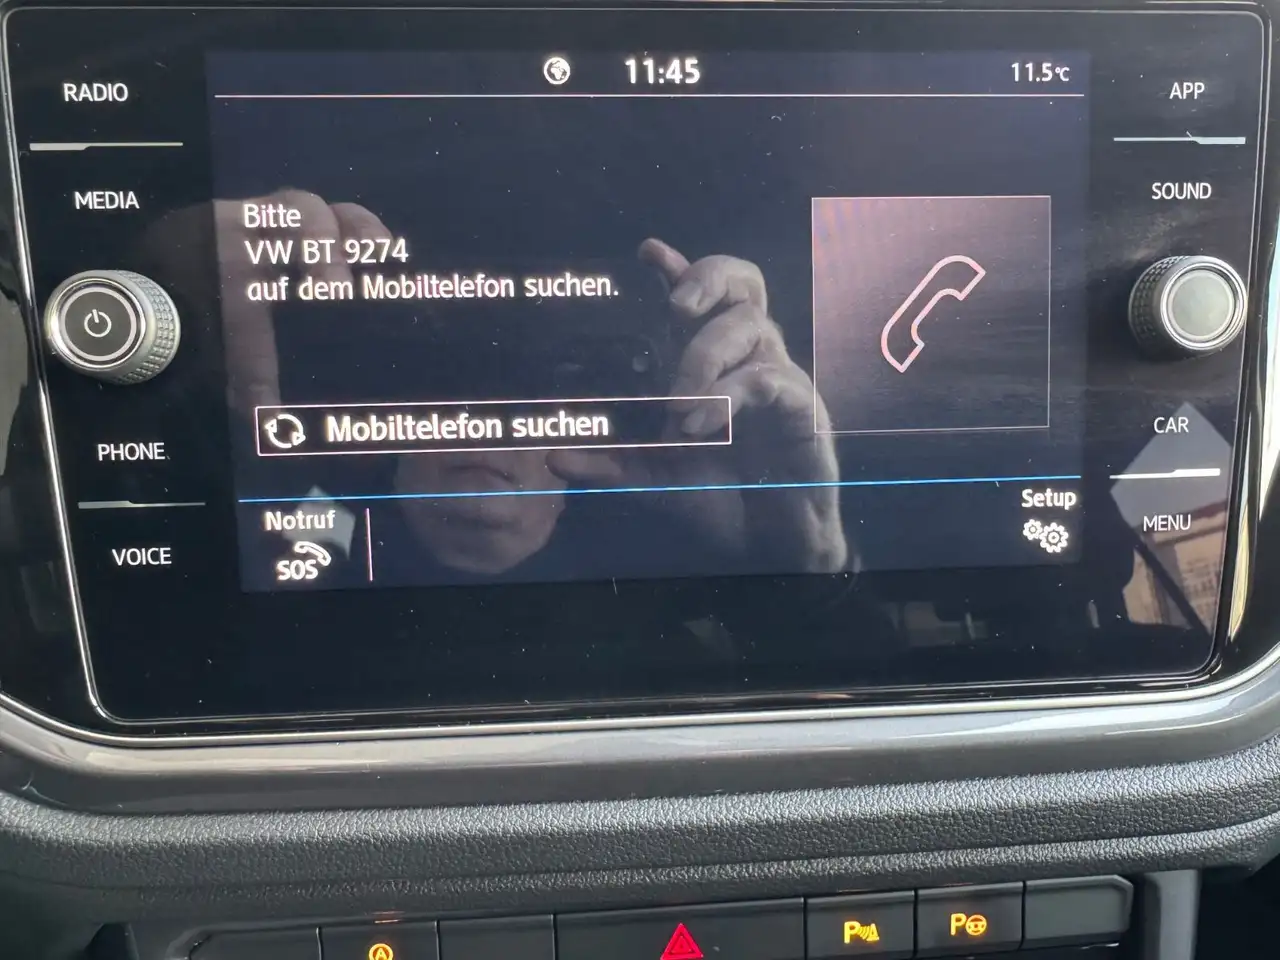 11:45
11.5°C
RADIO
MEDIA
PHONE
VOICE
Bitte
VW BT 9274
auf dem Mobiltelefon suchen.
Mobiltelefon suchen
Notruf
SOS
Setup
APP
SOUND
CAR
MENU
A
P
P